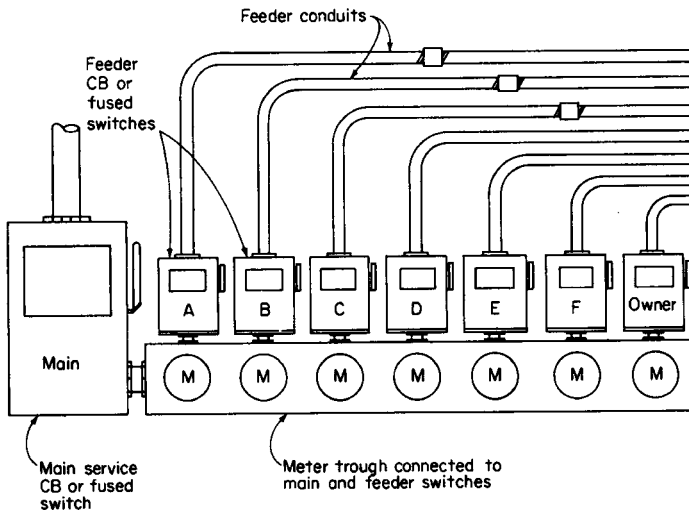 Feeder conduits
Feeder
CB or
fused
switches
A
B
C
D
E
F
Owner
Main
M
M
M
M
M
M
M
Main service
CB or fused
switch
Meter trough connected to
main and feeder switches